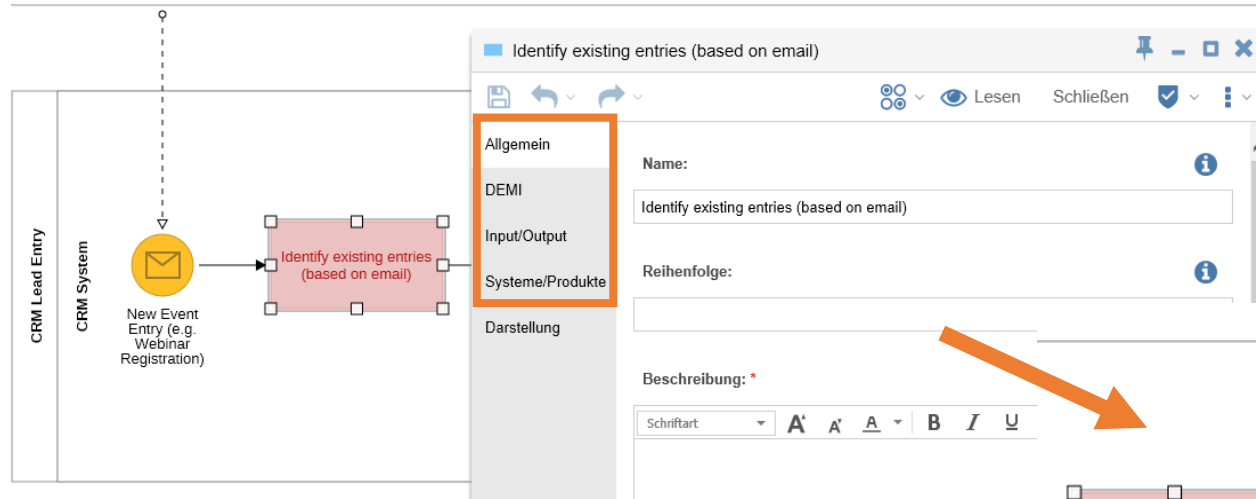 Identify existing entries (based on email)
Lesen
Schließen
Allgemein
DEMI
Input/Output
Systeme/Produkte
Darstellung
Name:
Identify existing entries (based on email)
Reihenfolge:
Beschreibung: *
Schriftart
A A A B I U
CRM Lead Entry
CRM System
New Event
Entry (e.g.
Webinar
Registration)
Identify existing entries
(based on email)